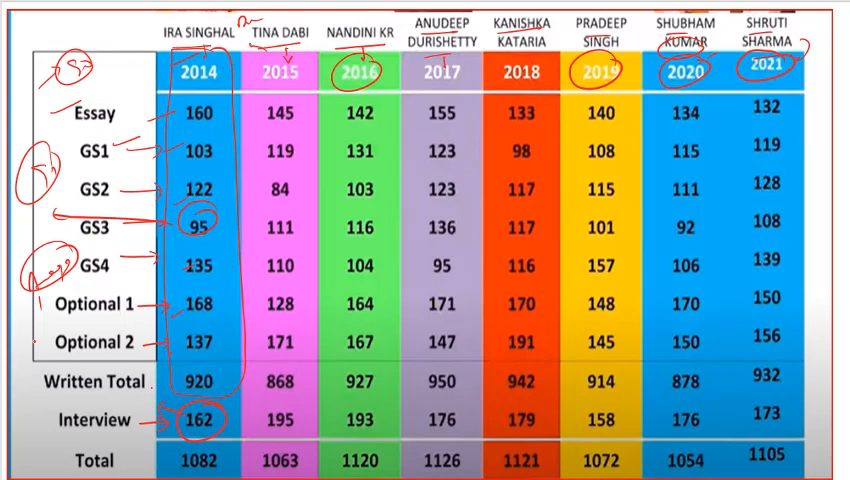 IRA SINGHAL TINA DABI NANDINI KR ANUDEEP DURISHETTY KANISHKA KATARIA PRADEEP SINGH SHUBHAM KUMAR SHRUTI SHARMA
2014 2015 2016 2017 2018 2019 2020 2021
Essay 160 145 142 155 133 140 134 132
GS1 103 119 131 123 98 108 115 119
GS2 122 84 103 123 117 115 111 128
GS3 95 111 116 136 117 101 92 108
GS4 135 110 104 95 116 157 106 139
Optional 1 168 128 164 171 170 148 170 150
Optional 2 137 171 167 147 191 145 150 156
Written Total 920 868 927 950 942 914 878 932
Interview 162 195 193 176 179 158 176 173
Total 1082 1063 1120 1126 1121 1072 1054 1105